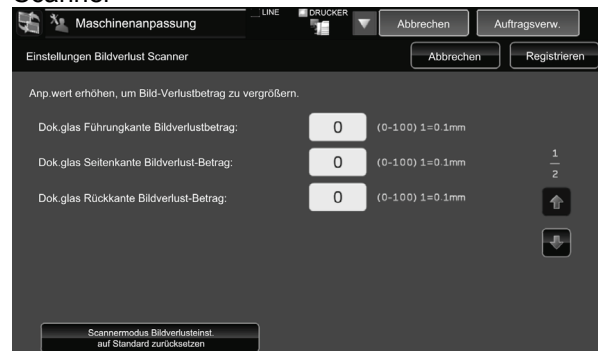 Scanner
Maschinenanpassung LINE DRUCKER Abbrechen Auftragsverw.
Einstellungen Bildverlust Scanner Abbrechen Registrieren
Anp.wert erhöhen, um Bild-Verlustbetrag zu vergrößern.
Dok.glas Führungkante Bildverlustbetrag: 0 (0-100) 1=0.1mm
Dok.glas Seitenkante Bildverlust-Betrag: 0 (0-100) 1=0.1mm
1
2
Dok.glas Rückkante Bildverlust-Betrag: 0 (0-100) 1=0.1mm
Scannermodus Bildverlusteinst.
auf Standard zurücksetzen